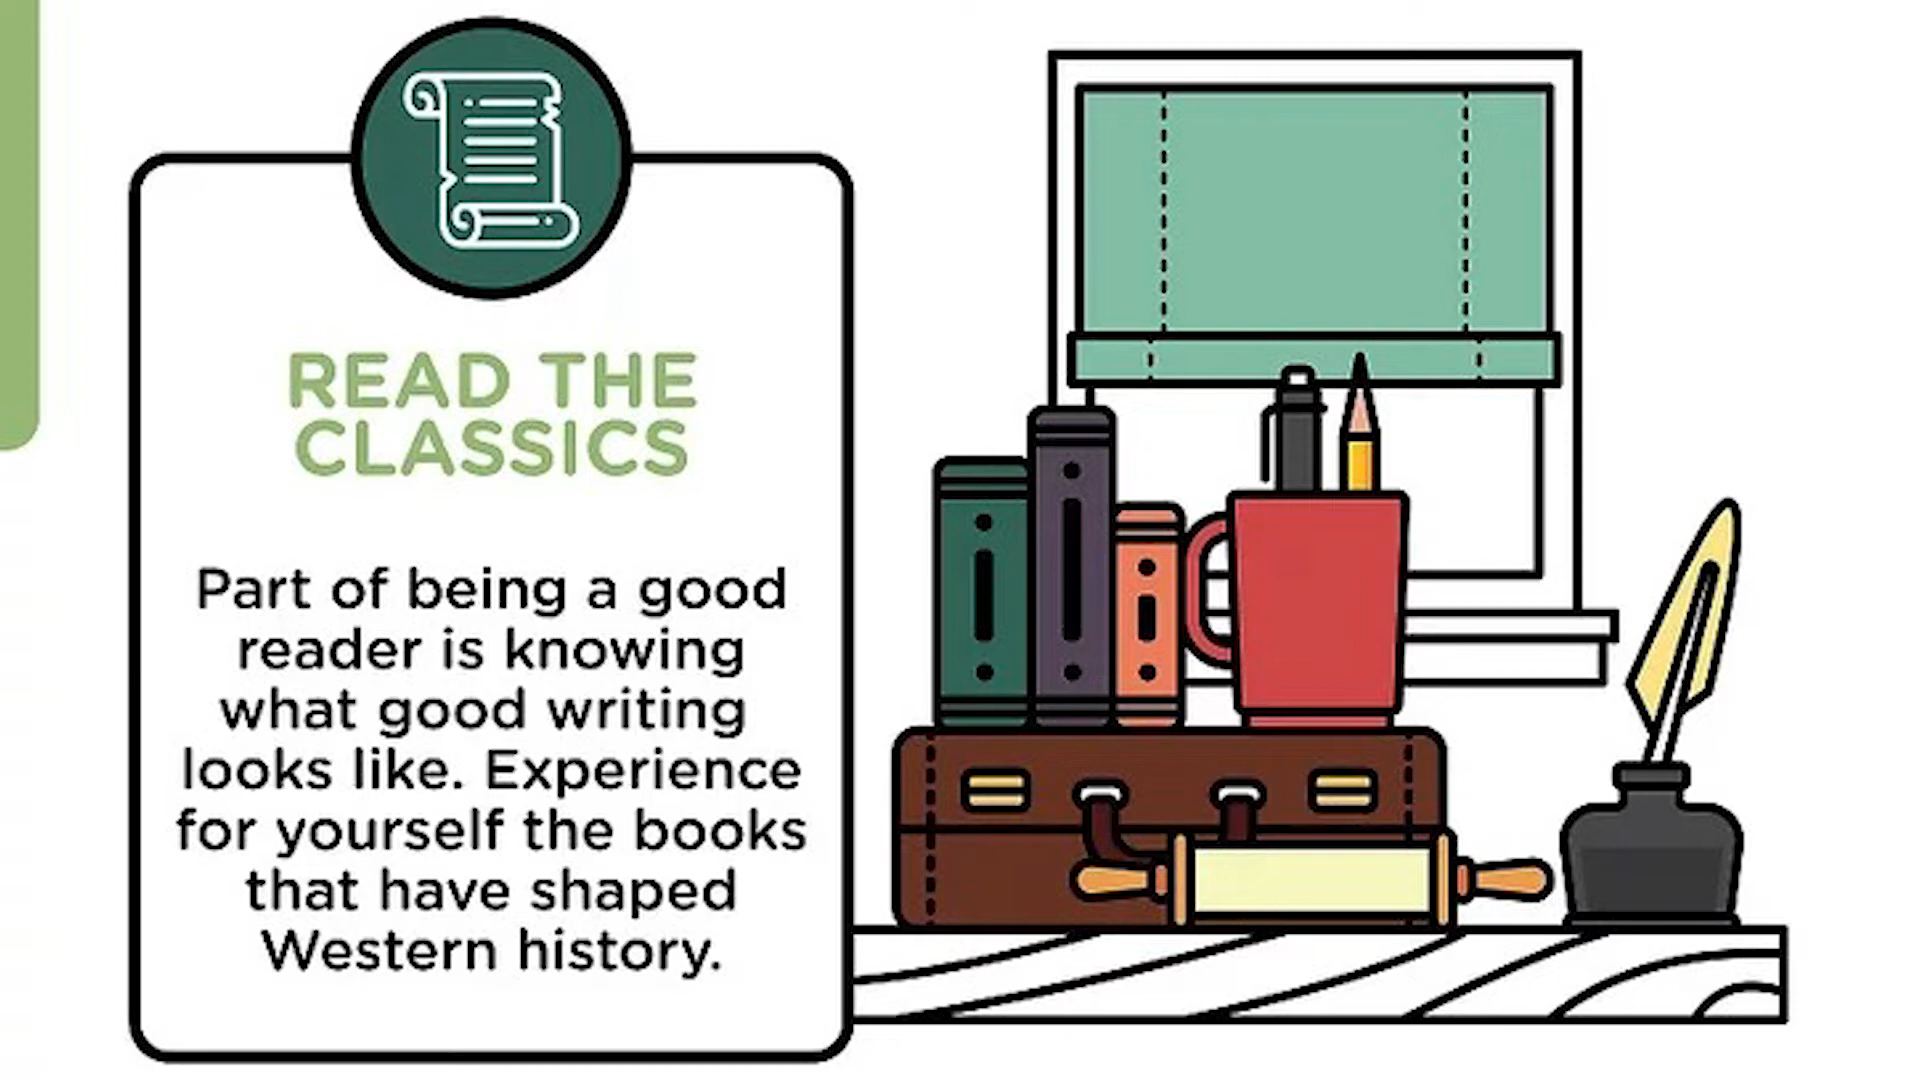 READ THE
CLASSICS
Part of being a good
reader is knowing
what good writing
looks like. Experience
for yourself the books
that have shaped
Western history.